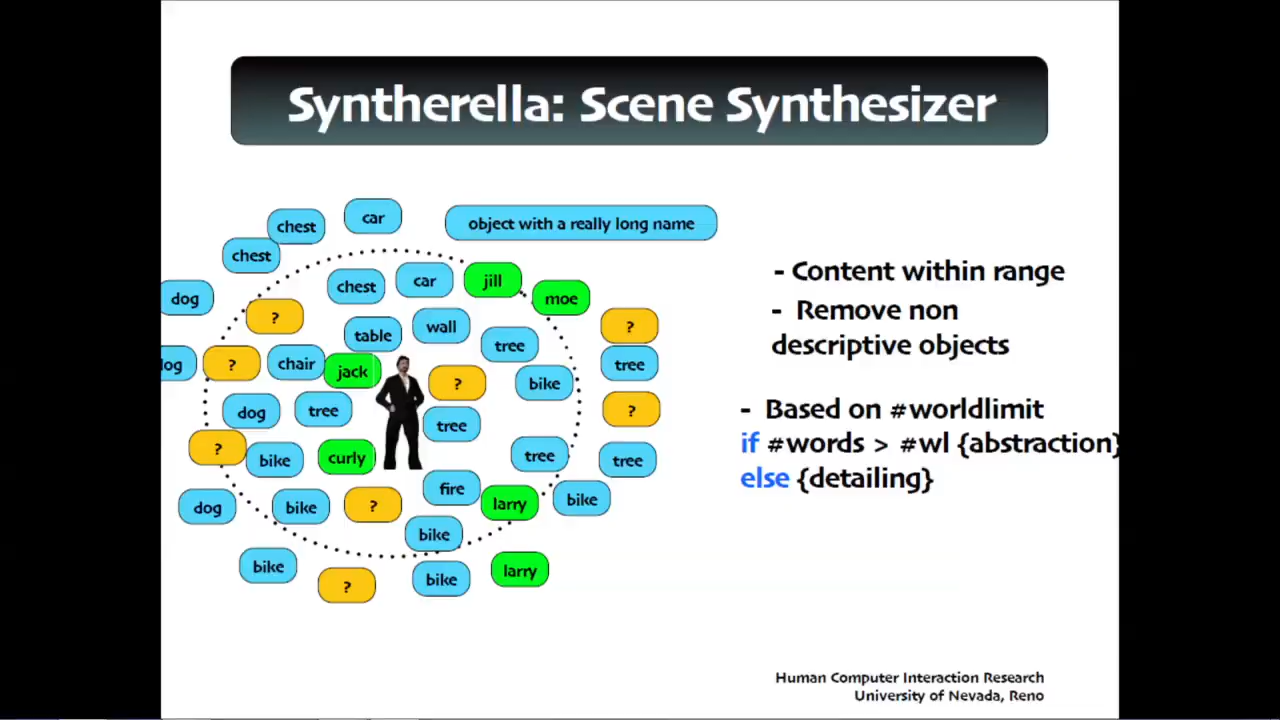 Syntherella: Scene Synthesizer
chest
car
object with a really long name
chest
dog
chest
car
jill
moe
?
table
wall
tree
?
tree
og
?
chair
jack
?
bike
dog
tree
tree
?
?
bike
curly
tree
tree
dog
bike
?
fire
larry
bike
bike
bike
?
bike
larry
- Content within range
- Remove non
descriptive objects
- Based on #worldlimit
if #words > #wl {abstraction}
else {detailing}
Human Computer Interaction Research
University of Nevada, Reno